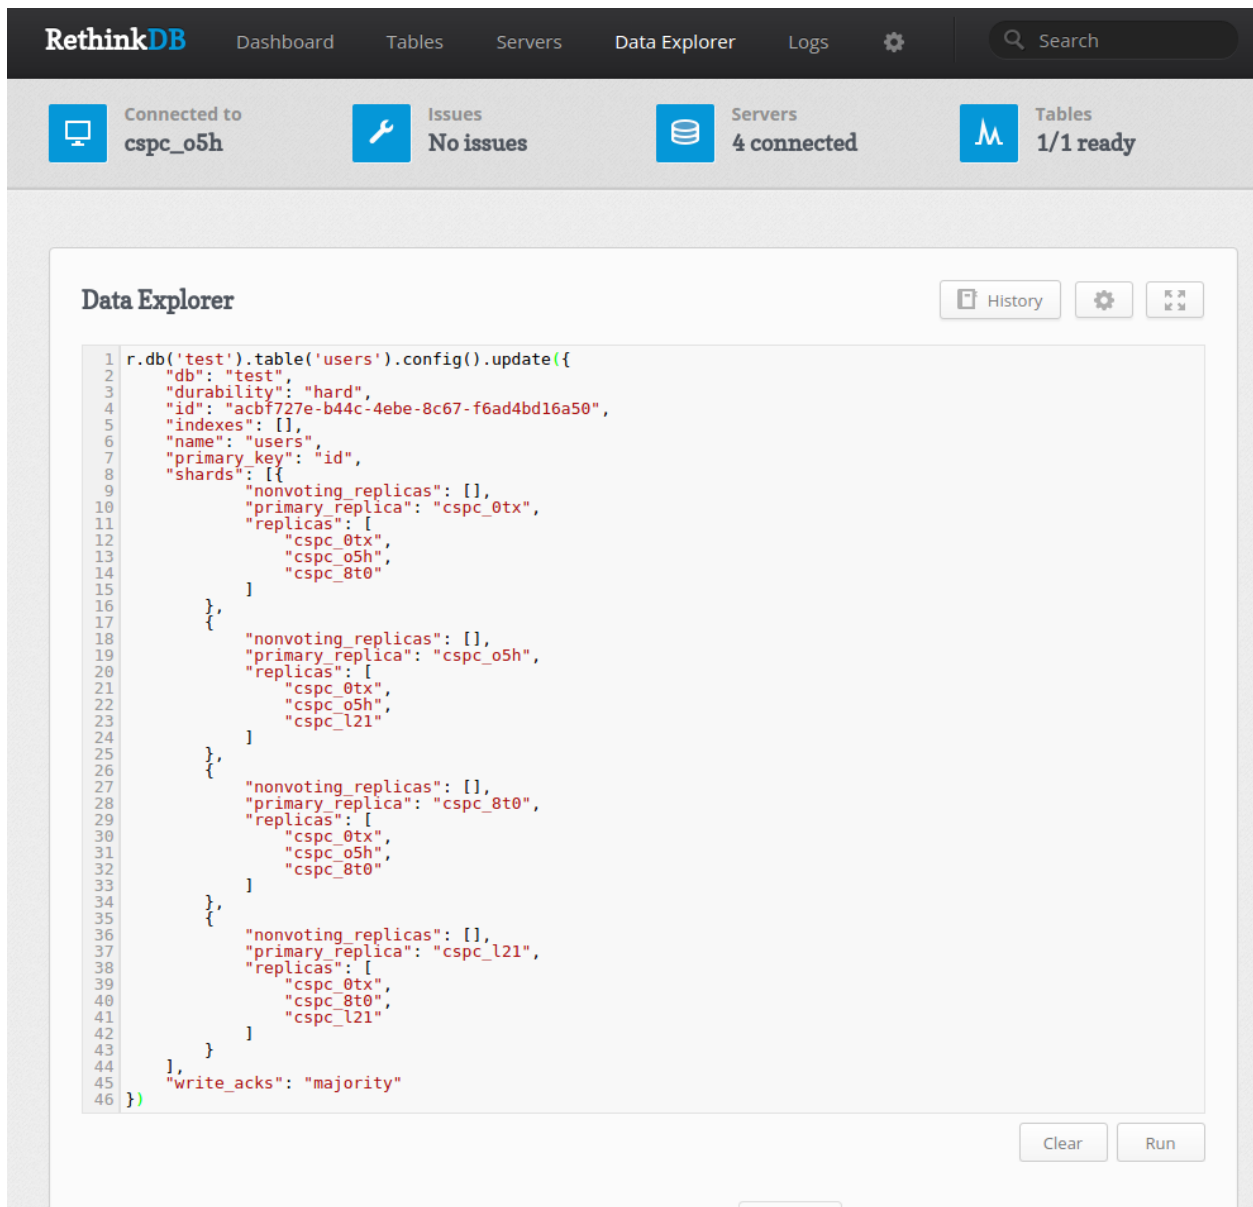 RethinkDB Dashboard Tables Servers Data Explorer Logs Search
Connected to
cspc_o5h
Issues
No issues
Servers
4 connected
Tables
1/1 ready
Data Explorer
History
1 r.db('test').table('users').config().update({
2 "db": "test",
3 "durability": "hard",
4 "id": "acbf727e-b44c-4ebe-8c67-f6ad4bd16a50",
5 "indexes": [],
6 "name": "users",
7 "primary_key": "id",
8 "shards": [{
9 "nonvoting_replicas": [],
10 "primary_replica": "cspc_0tx",
11 "replicas": [
12 "cspc_0tx",
13 "cspc_o5h",
14 "cspc_8t0"
15 ]
16 },
17 {
18 "nonvoting_replicas": [],
19 "primary_replica": "cspc_o5h",
20 "replicas": [
21 "cspc_0tx",
22 "cspc_o5h",
23 "cspc_l21"
24 ]
25 },
26 {
27 "nonvoting_replicas": [],
28 "primary_replica": "cspc_8t0",
29 "replicas": [
30 "cspc_0tx",
31 "cspc_o5h",
32 "cspc_8t0"
33 ]
34 },
35 {
36 "nonvoting_replicas": [],
37 "primary_replica": "cspc_l21",
38 "replicas": [
39 "cspc_0tx",
40 "cspc_8t0",
41 "cspc_l21"
42 ]
43 }
44 ],
45 "write_acks": "majority"
46 })
Clear
Run